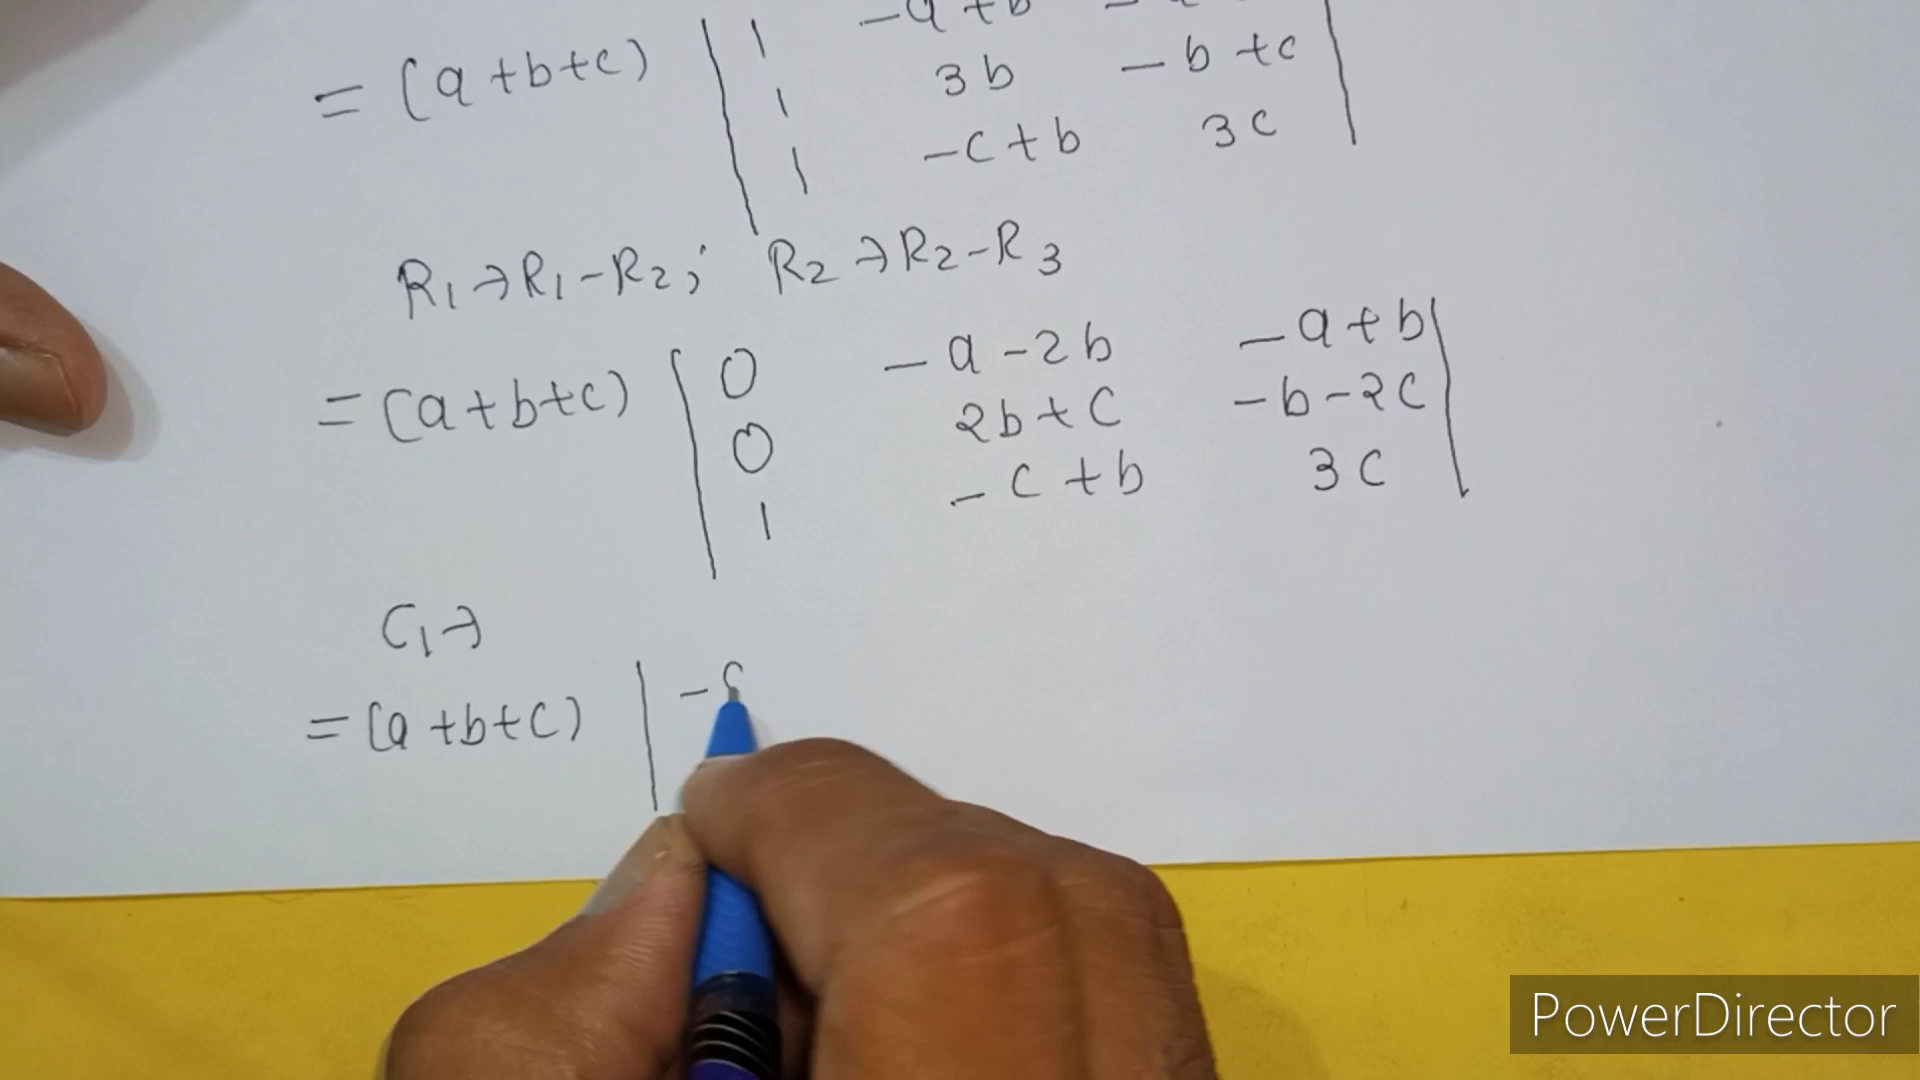 1 -a+b
= (a+b+c) 1 3b -b+c
1 -c+b 3c
R1→R1-R2; R2→R2-R3
0 -a-2b -a+b
= (a+b+c) 0 2b+c -b-2c
1 -c+b 3c
C1→
= (a+b+c) | -
PowerDirector